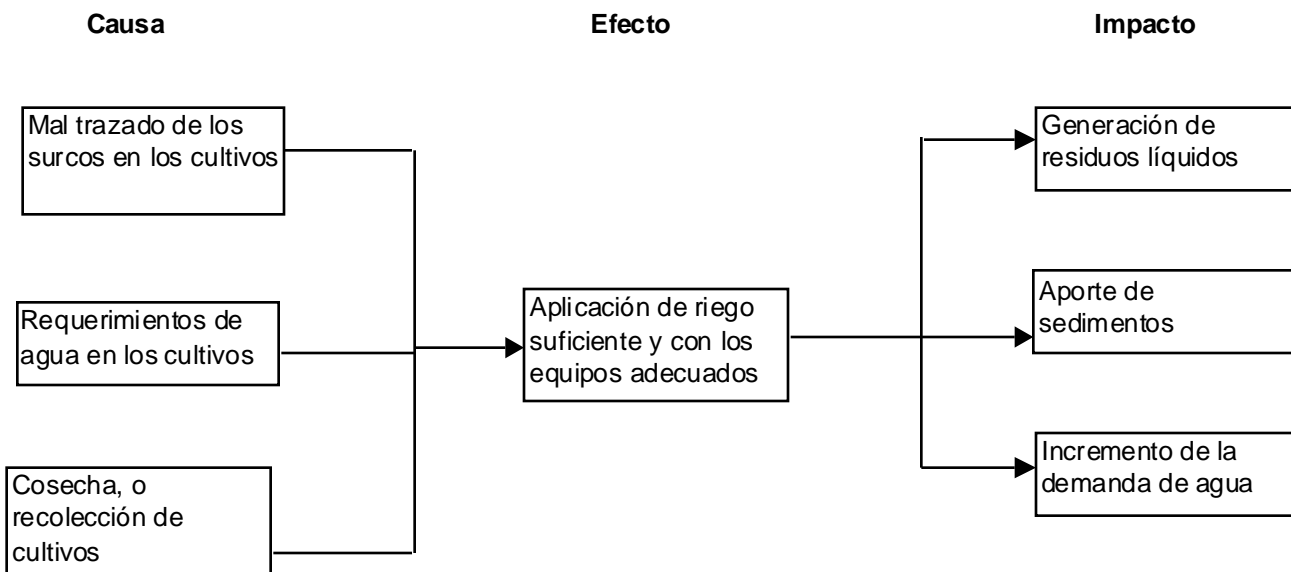 Causa
Efecto
Impacto
Mal trazado de los
surcos en los cultivos
Requerimientos de
agua en los cultivos
Cosecha, o
recolección de
cultivos
Aplicación de riego
suficiente y con los
equipos adecuados
Generación de
residuos líquidos
Aporte de
sedimentos
Incremento de la
demanda de agua